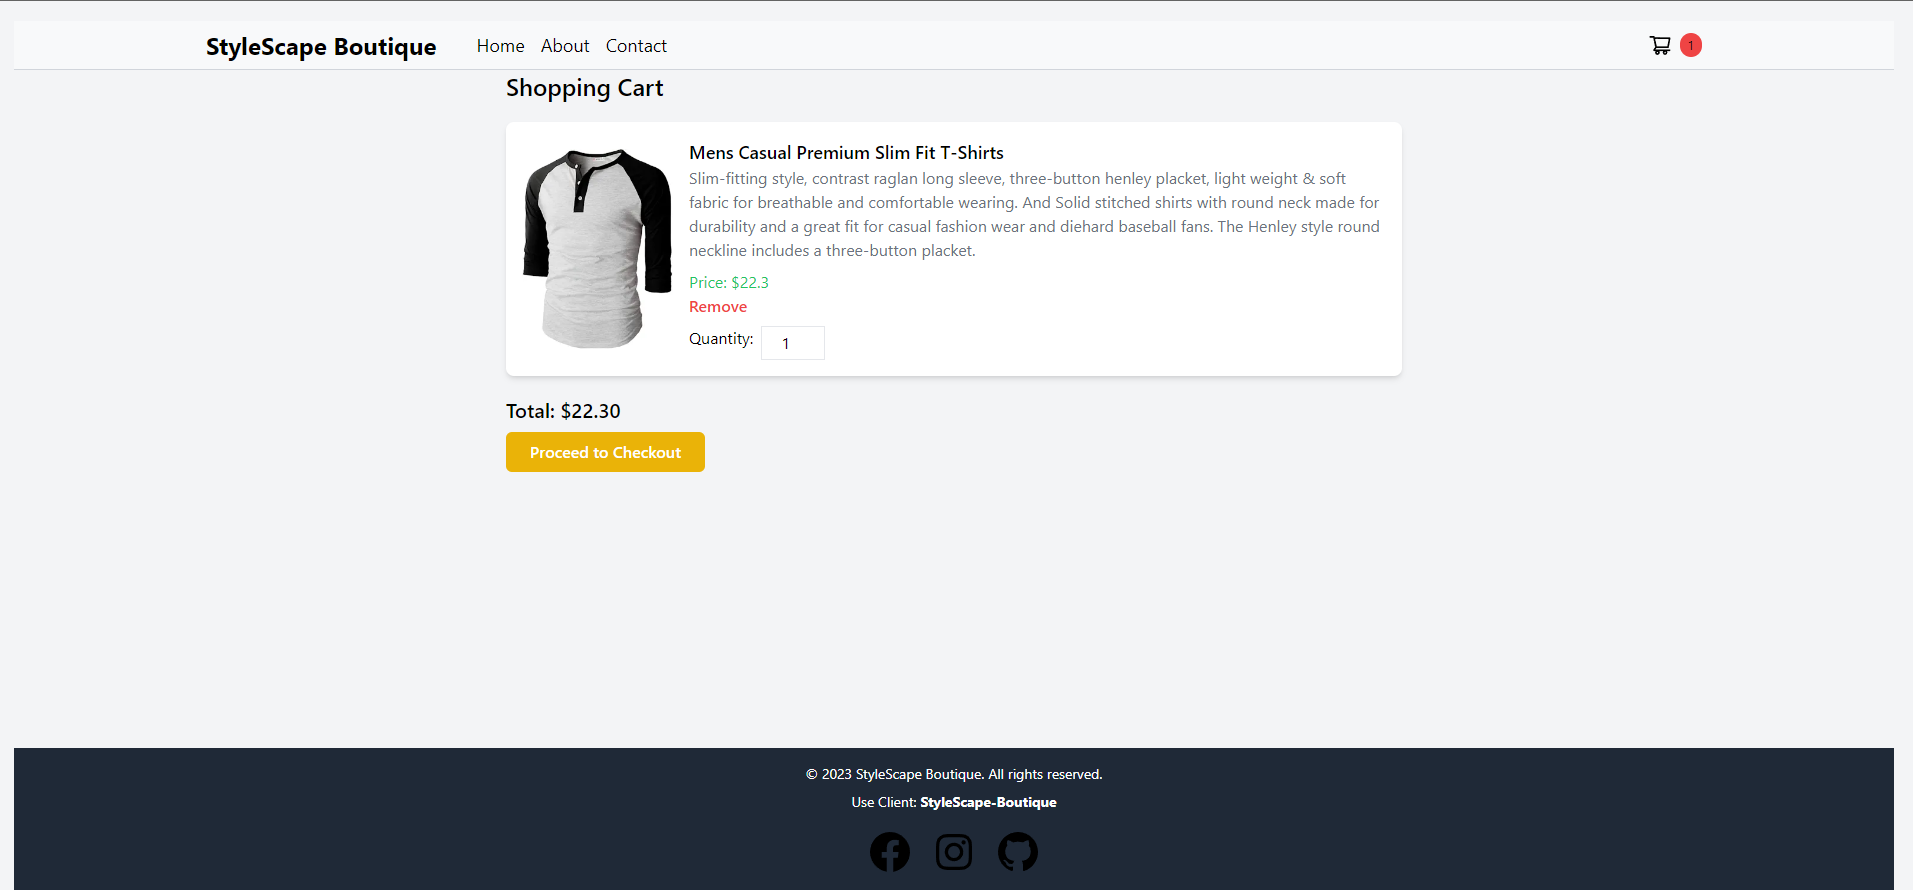 StyleScape Boutique Home About Contact 1
Shopping Cart
Mens Casual Premium Slim Fit T-Shirts
Slim-fitting style, contrast raglan long sleeve, three-button henley placket, light weight & soft
fabric for breathable and comfortable wearing. And Solid stitched shirts with round neck made for
durability and a great fit for casual fashion wear and diehard baseball fans. The Henley style round
neckline includes a three-button placket.
Price: $22.3
Remove
Quantity: 1
Total: $22.30
Proceed to Checkout
© 2023 StyleScape Boutique. All rights reserved.
Use Client: StyleScape-Boutique